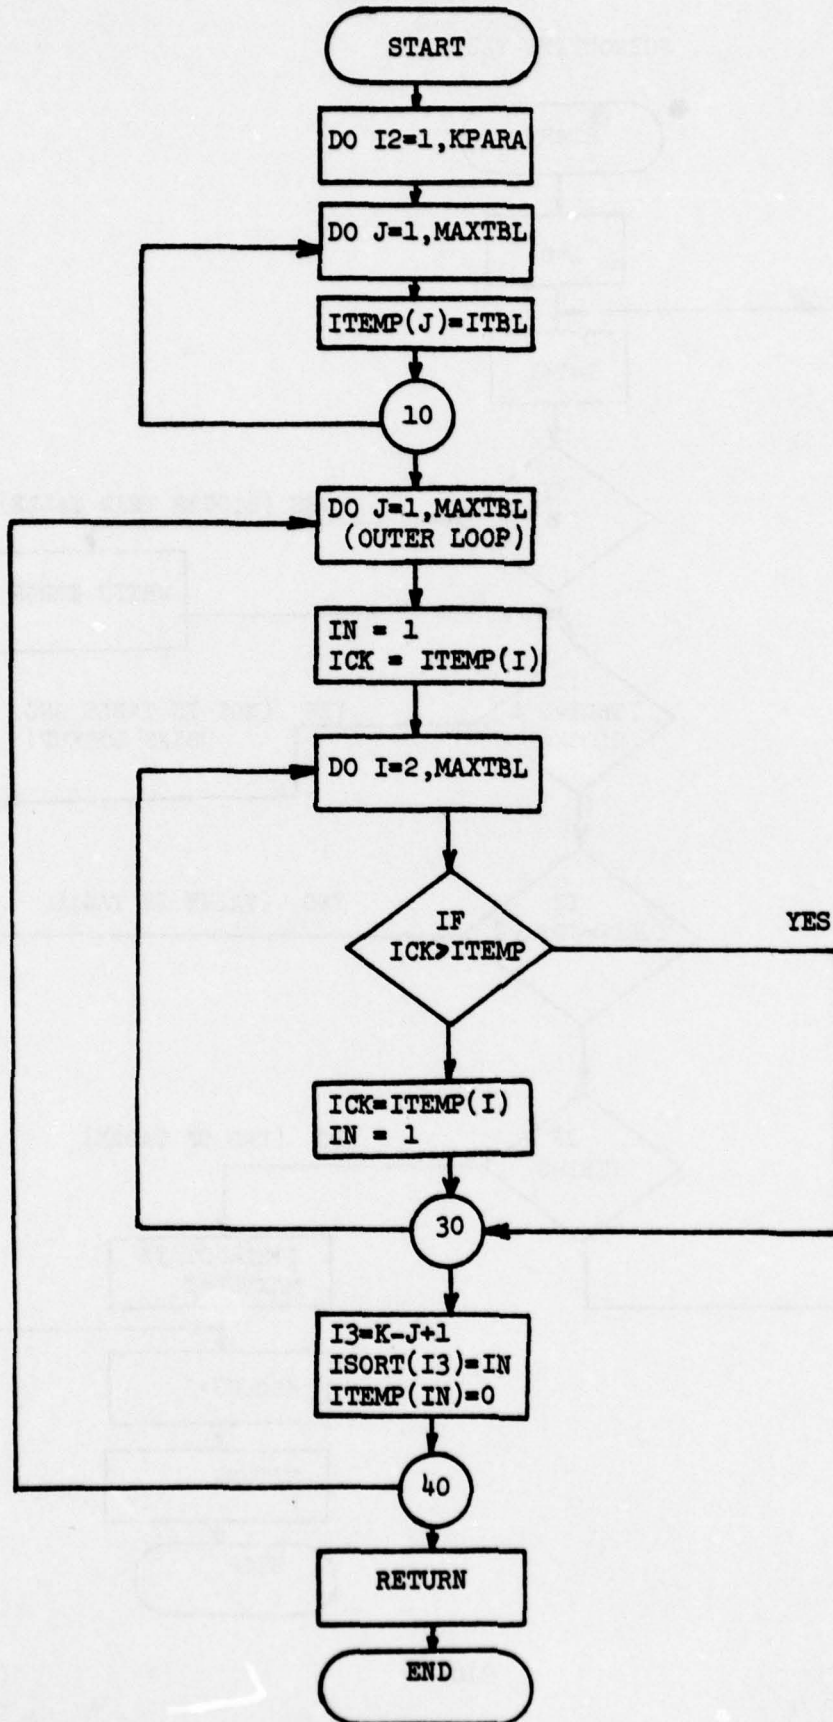 START
DO I2=1,KPARA
DO J=1,MAXTBL
ITEMP(J)=ITBL
10
DO J=1,MAXTBL
(OUTER LOOP)
IN = 1
ICK = ITEMP(I)
DO I=2,MAXTBL
IF
ICK>ITEMP
YES
ICK=ITEMP(I)
IN = 1
30
I3=K-J+1
ISORT(I3)=IN
ITEMP(IN)=0
40
RETURN
END